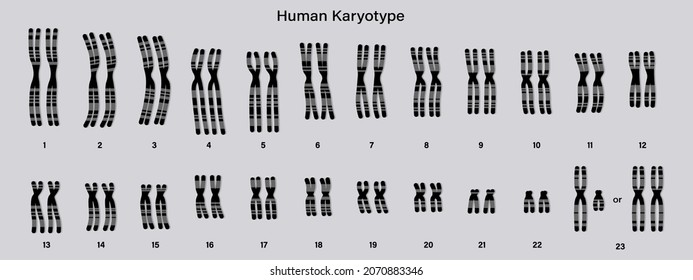 Human Karyotype
1 2 3 4 5 6 7 8 9 10 11 12
or
13 14 15 16 17 18 19 20 21 22 23
shutterstock.com · 2070883346